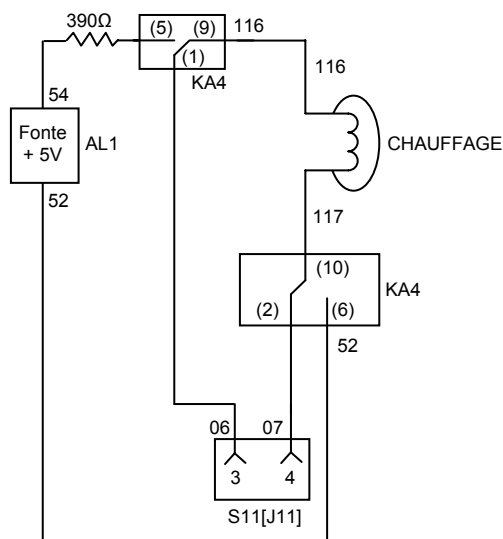 390Ω
(5) (9) 116
(1)
KA4
116
54
Fonte
+ 5V
AL1
52
CHAUFFAGE
117
(10)
KA4
(2) (6)
52
06 07
3 4
S11[J11]